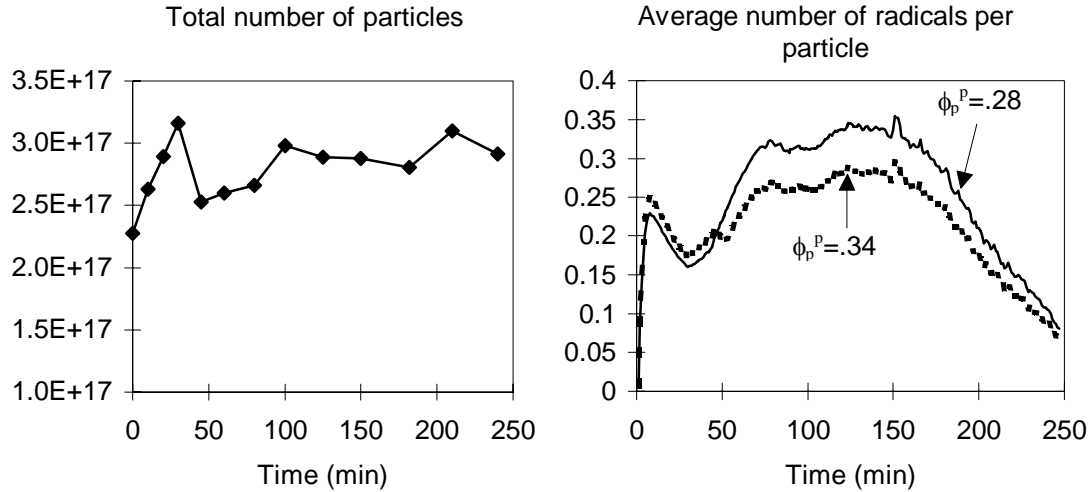 Total number of particles
3.5E+17
3.0E+17
2.5E+17
2.0E+17
1.5E+17
1.0E+17
0 50 100 150 200 250
Time (min)
Average number of radicals per
particle
0.4
0.35
0.3
0.25
0.2
0.15
0.1
0.05
0
ϕₚᵖ=.28
ϕₚᵖ=.34
0 50 100 150 200 250
Time (min)